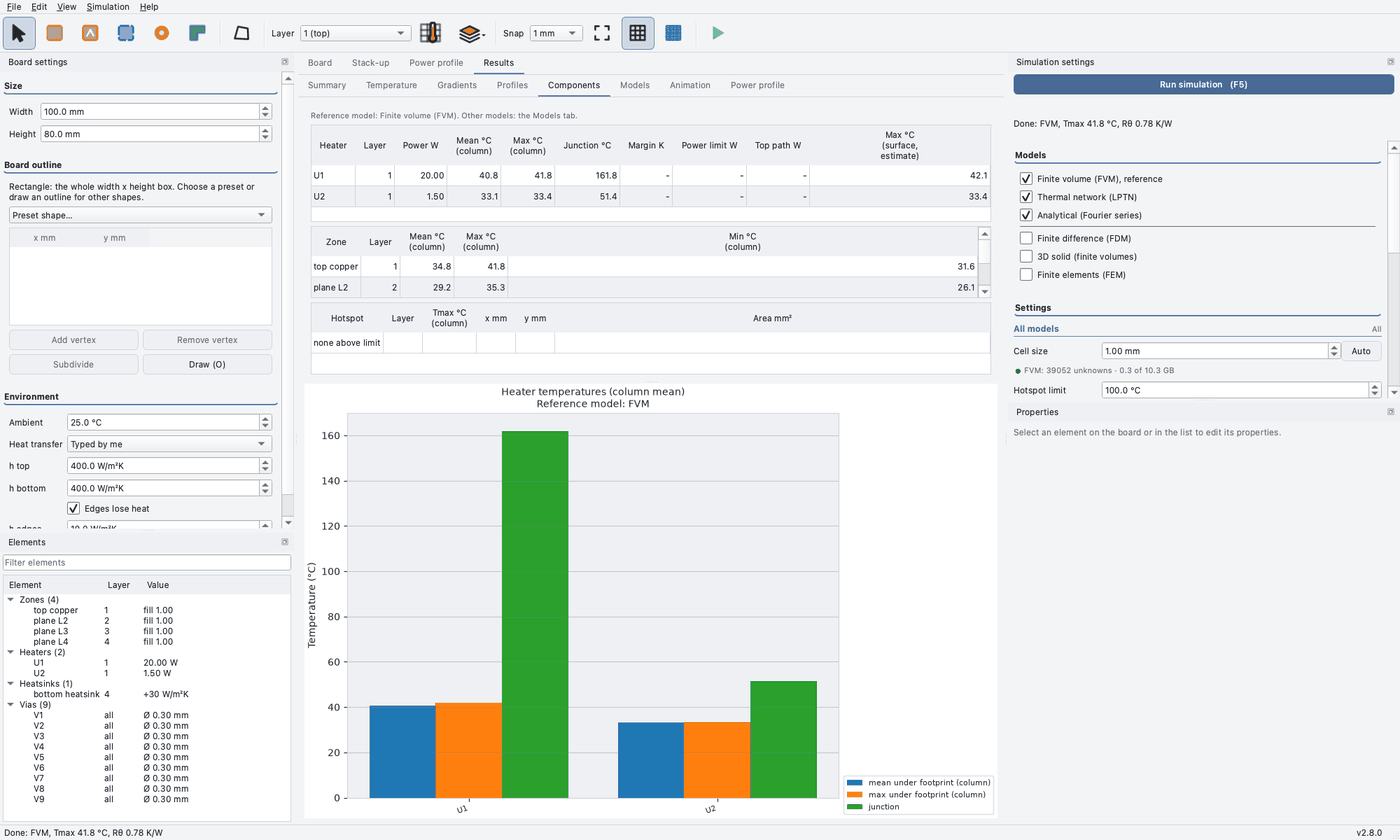 File Edit View Simulation Help
Layer 1 (top) Snap 1 mm
Board settings
Size
Width 100.0 mm
Height 80.0 mm
Board outline
Rectangle: the whole width x height box. Choose a preset or
draw an outline for other shapes.
Preset shape...
x mm y mm
Add vertex Remove vertex
Subdivide Draw (O)
Environment
Ambient 25.0 °C
Heat transfer Typed by me
h top 400.0 W/m²K
h bottom 400.0 W/m²K
Edges lose heat
h edges 10.0 W/m²K
Elements
Filter elements
Element Layer Value
Zones (4)
top copper 1 fill 1.00
plane L2 2 fill 1.00
plane L3 3 fill 1.00
plane L4 4 fill 1.00
Heaters (2)
U1 1 20.00 W
U2 1 1.50 W
Heatsinks (1)
bottom heatsink 4 +30 W/m²K
Vias (9)
V1 all Ø 0.30 mm
V2 all Ø 0.30 mm
V3 all Ø 0.30 mm
V4 all Ø 0.30 mm
V5 all Ø 0.30 mm
V6 all Ø 0.30 mm
V7 all Ø 0.30 mm
V8 all Ø 0.30 mm
V9 all Ø 0.30 mm
Board Stack-up Power profile Results
Summary Temperature Gradients Profiles Components Models Animation Power profile
Reference model: Finite volume (FVM). Other models: the Models tab.
Heater Layer Power W Mean °C (column) Max °C (column) Junction °C Margin K Power limit W Top path W Max °C (surface, estimate)
U1 1 20.00 40.8 41.8 161.8 - - - 42.1
U2 1 1.50 33.1 33.4 51.4 - - - 33.4
Zone Layer Mean °C (column) Max °C (column) Min °C (column)
top copper 1 34.8 41.8 31.6
plane L2 2 29.2 35.3 26.1
Hotspot Layer Tmax °C (column) x mm y mm Area mm²
none above limit
Heater temperatures (column mean)
Reference model: FVM
Temperature (°C)
160
140
120
100
80
60
40
20
0
U1 U2
mean under footprint (column)
max under footprint (column)
junction
Simulation settings
Run simulation (F5)
Done: FVM, Tmax 41.8 °C, Rθ 0.78 K/W
Models
Finite volume (FVM), reference
Thermal network (LPTN)
Analytical (Fourier series)
Finite difference (FDM)
3D solid (finite volumes)
Finite elements (FEM)
Settings
All models All
Cell size 1.00 mm Auto
FVM: 39052 unknowns · 0.3 of 10.3 GB
Hotspot limit 100.0 °C
Properties
Select an element on the board or in the list to edit its properties.
Done: FVM, Tmax 41.8 °C, Rθ 0.78 K/W v2.8.0